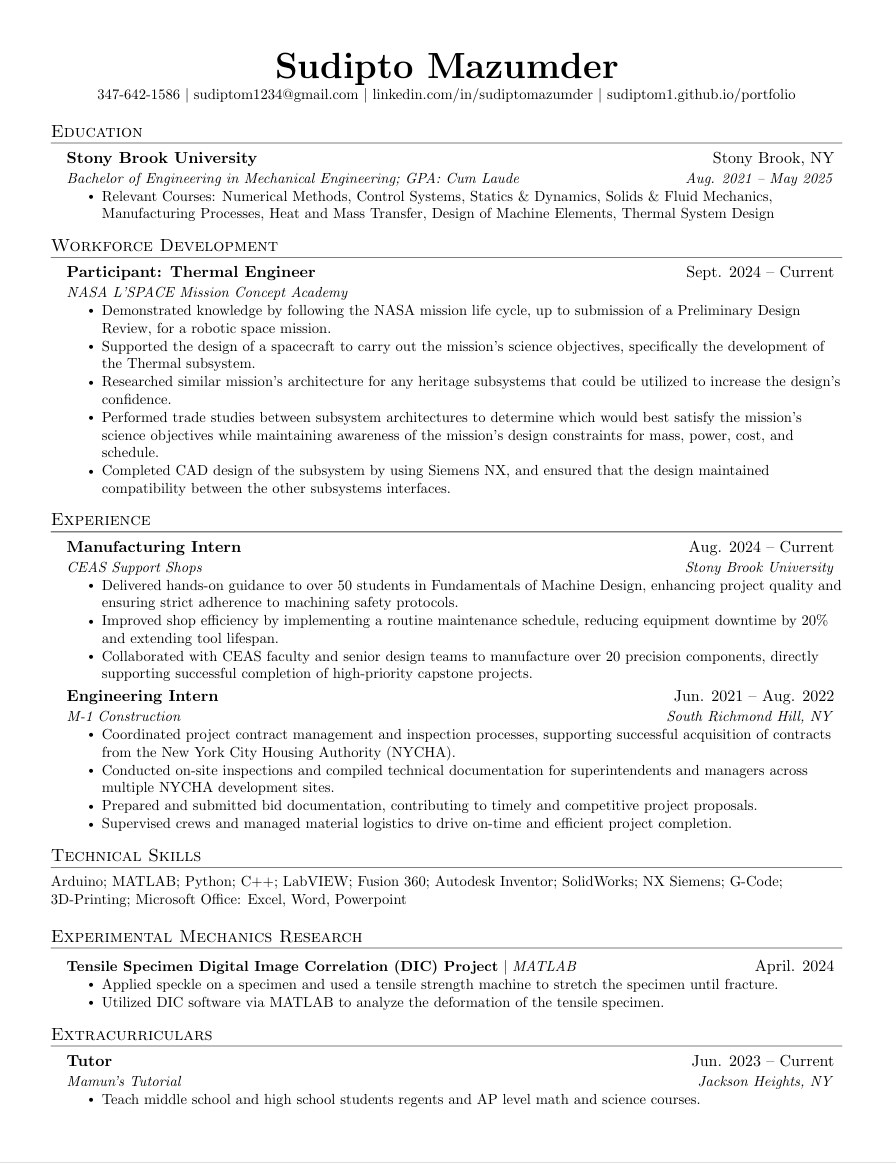 Sudipto Mazumder
347-642-1586 | sudiptom1234@gmail.com | linkedin.com/in/sudiptomazumder | sudiptom1.github.io/portfolio
Education
Stony Brook University Stony Brook, NY
Bachelor of Engineering in Mechanical Engineering; GPA: Cum Laude Aug. 2021 – May 2025
• Relevant Courses: Numerical Methods, Control Systems, Statics & Dynamics, Solids & Fluid Mechanics,
Manufacturing Processes, Heat and Mass Transfer, Design of Machine Elements, Thermal System Design
Workforce Development
Participant: Thermal Engineer Sept. 2024 – Current
NASA L'SPACE Mission Concept Academy
• Demonstrated knowledge by following the NASA mission life cycle, up to submission of a Preliminary Design
Review, for a robotic space mission.
• Supported the design of a spacecraft to carry out the mission's science objectives, specifically the development of
the Thermal subsystem.
• Researched similar mission's architecture for any heritage subsystems that could be utilized to increase the design's
confidence.
• Performed trade studies between subsystem architectures to determine which would best satisfy the mission's
science objectives while maintaining awareness of the mission's design constraints for mass, power, cost, and
schedule.
• Completed CAD design of the subsystem by using Siemens NX, and ensured that the design maintained
compatibility between the other subsystems interfaces.
Experience
Manufacturing Intern Aug. 2024 – Current
CEAS Support Shops Stony Brook University
• Delivered hands-on guidance to over 50 students in Fundamentals of Machine Design, enhancing project quality and
ensuring strict adherence to machining safety protocols.
• Improved shop efficiency by implementing a routine maintenance schedule, reducing equipment downtime by 20%
and extending tool lifespan.
• Collaborated with CEAS faculty and senior design teams to manufacture over 20 precision components, directly
supporting successful completion of high-priority capstone projects.
Engineering Intern Jun. 2021 – Aug. 2022
M-1 Construction South Richmond Hill, NY
• Coordinated project contract management and inspection processes, supporting successful acquisition of contracts
from the New York City Housing Authority (NYCHA).
• Conducted on-site inspections and compiled technical documentation for superintendents and managers across
multiple NYCHA development sites.
• Prepared and submitted bid documentation, contributing to timely and competitive project proposals.
• Supervised crews and managed material logistics to drive on-time and efficient project completion.
Technical Skills
Arduino; MATLAB; Python; C++; LabVIEW; Fusion 360; Autodesk Inventor; SolidWorks; NX Siemens; G-Code;
3D-Printing; Microsoft Office: Excel, Word, Powerpoint
Experimental Mechanics Research
Tensile Specimen Digital Image Correlation (DIC) Project | MATLAB April. 2024
• Applied speckle on a specimen and used a tensile strength machine to stretch the specimen until fracture.
• Utilized DIC software via MATLAB to analyze the deformation of the tensile specimen.
Extracurriculars
Tutor Jun. 2023 – Current
Mamun's Tutorial Jackson Heights, NY
• Teach middle school and high school students regents and AP level math and science courses.